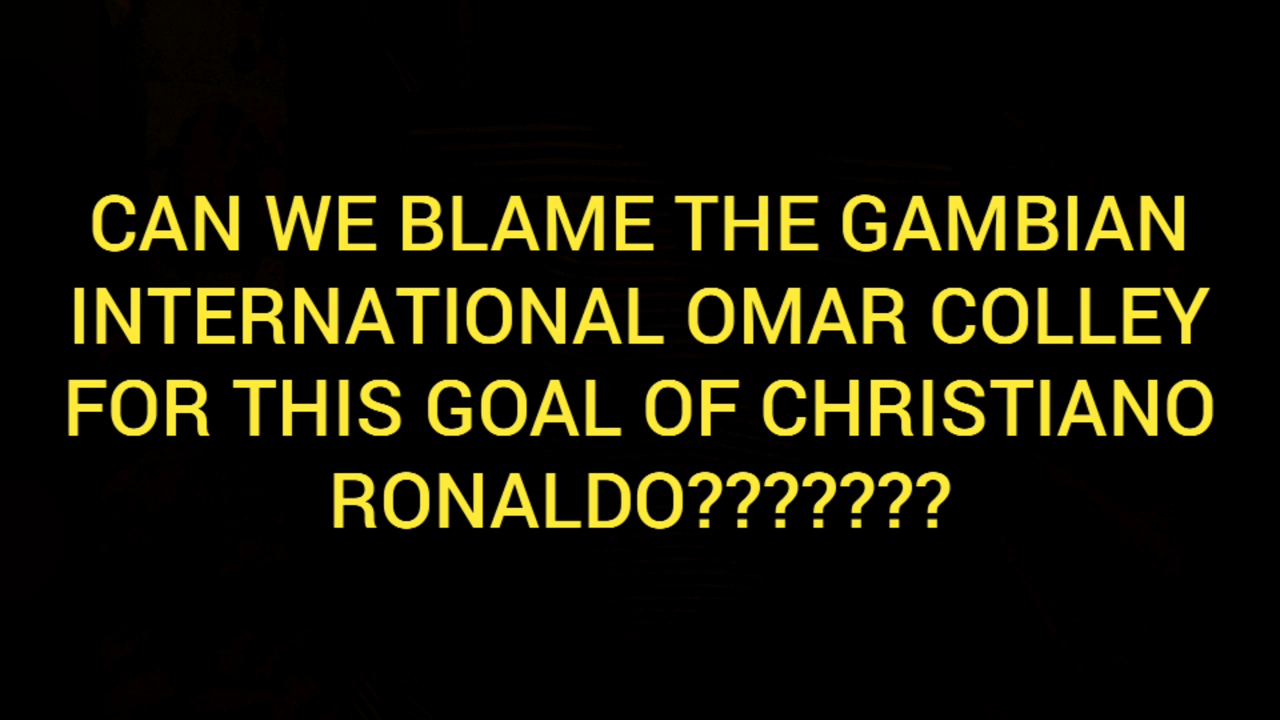 CAN WE BLAME THE GAMBIAN
INTERNATIONAL OMAR COLLEY
FOR THIS GOAL OF CHRISTIANO
RONALDO???????